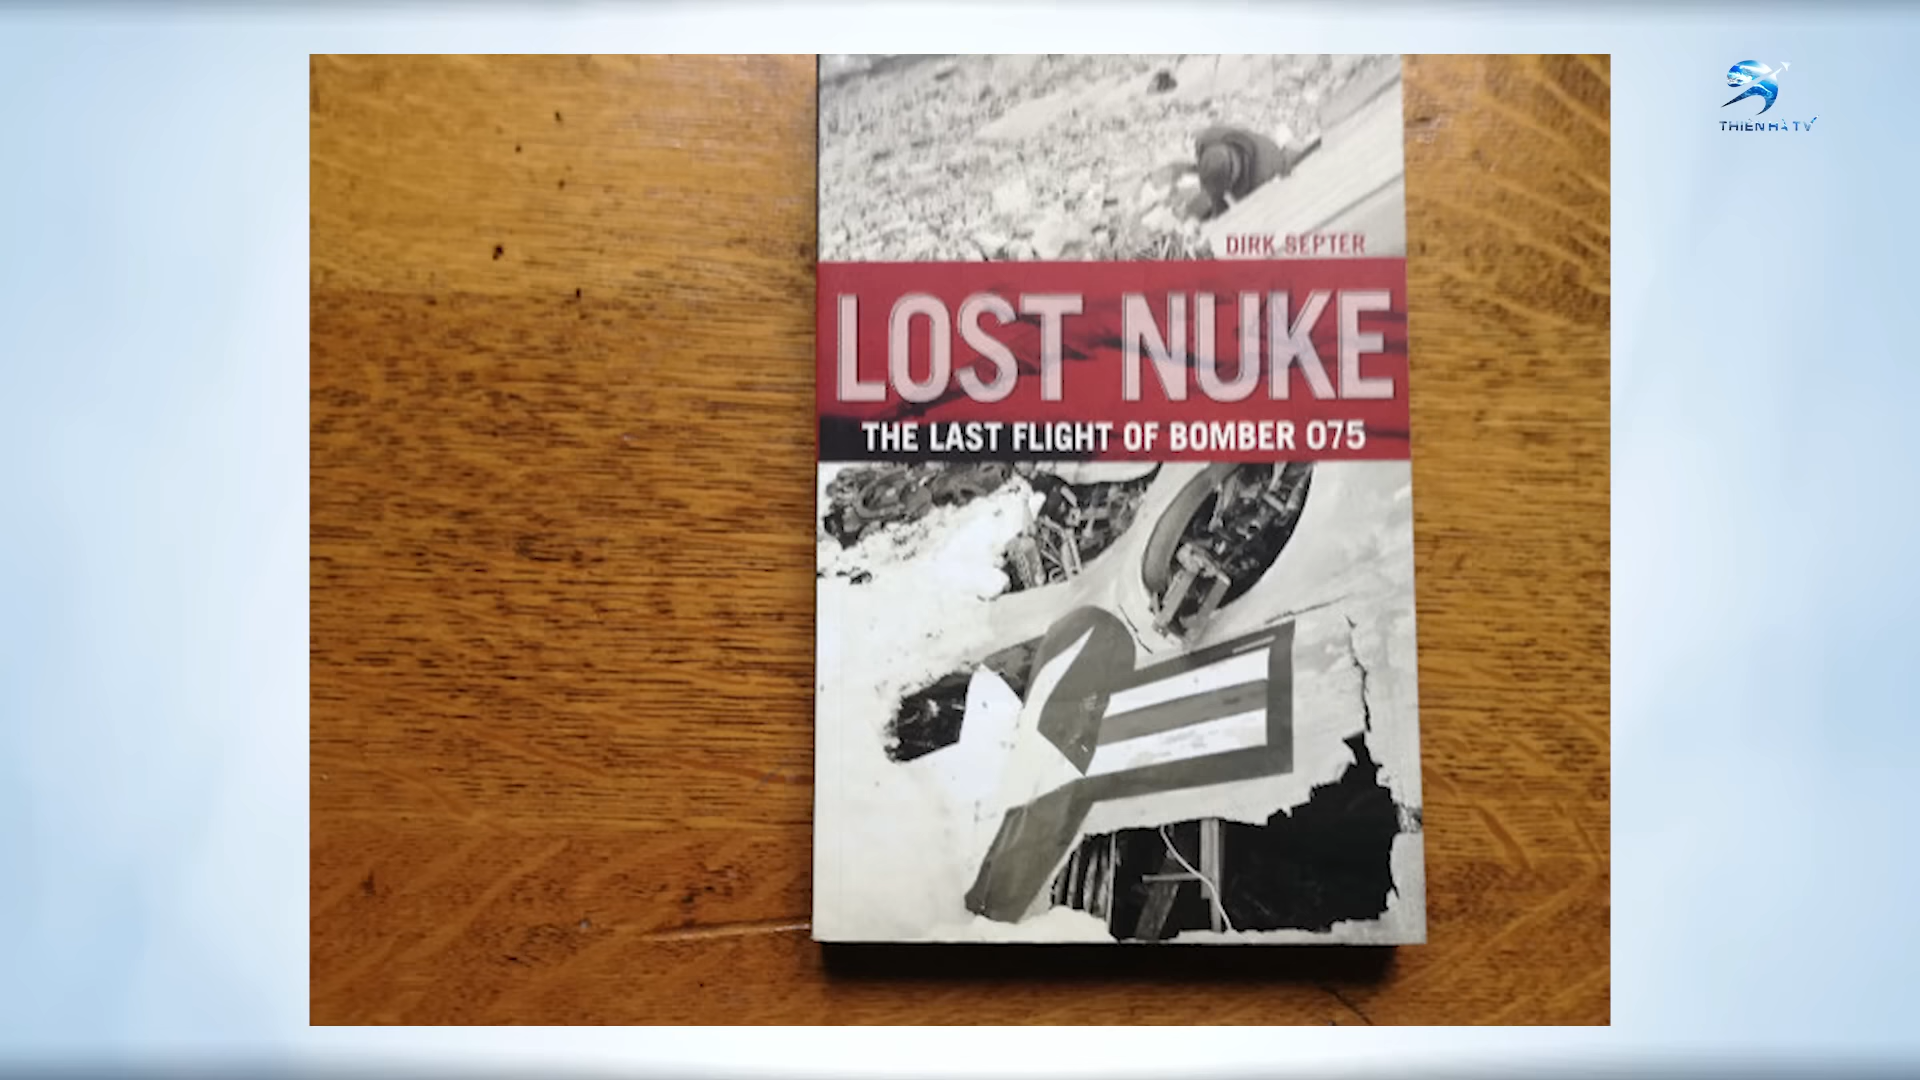 THIÊN HÀ TV
DIRK SEPTER
LOST NUKE
THE LAST FLIGHT OF BOMBER 075